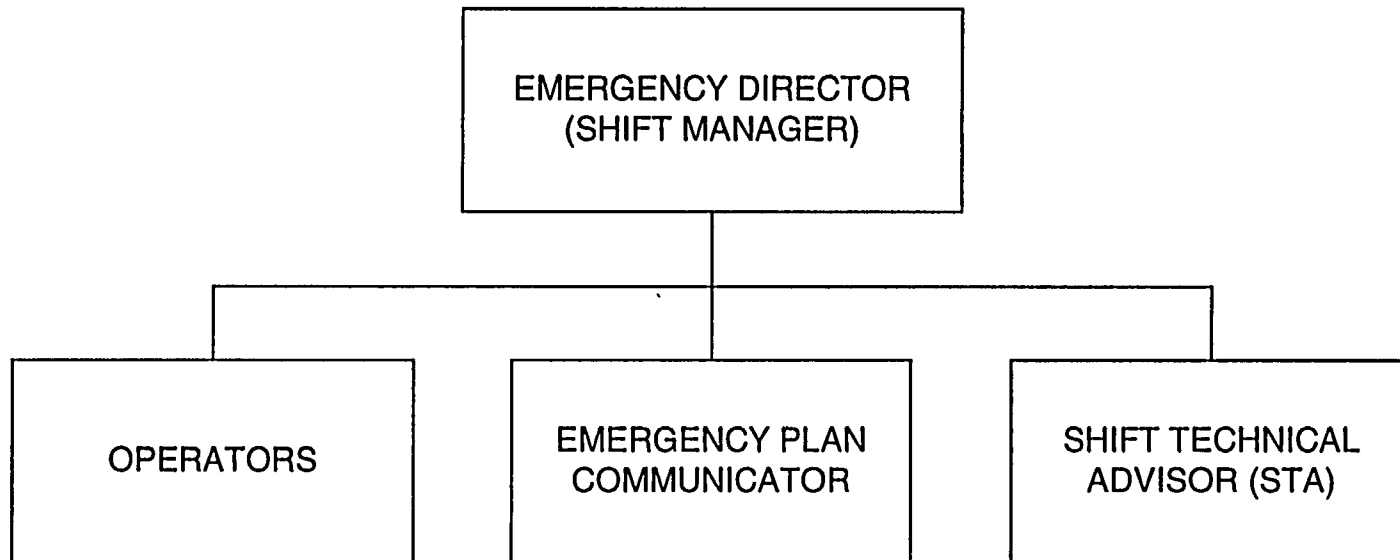 EMERGENCY DIRECTOR
(SHIFT MANAGER)
OPERATORS
EMERGENCY PLAN
COMMUNICATOR
SHIFT TECHNICAL
ADVISOR (STA)